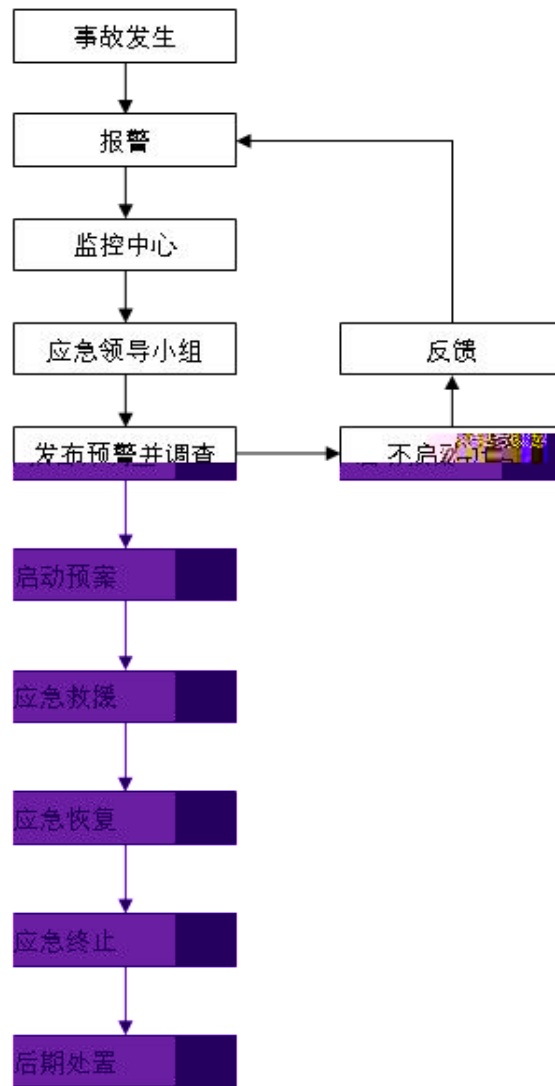 事故发生
报警
监控中心
应急领导小组
反馈
发布预警并调查
不启动
启动预案
应急救援
应急恢复
应急终止
后期处置